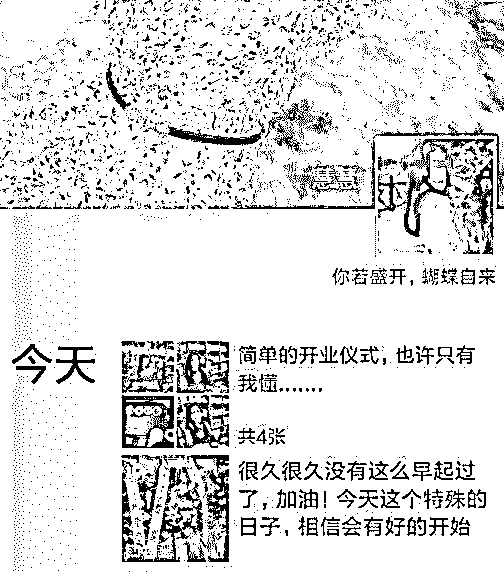 慧慧
你若盛开，蝴蝶自来
今天
简单的开业仪式，也许只有
我懂.......
共4张
很久很久没有这么早起过
了，加油！今天这个特殊的
日子，相信会有好的开始